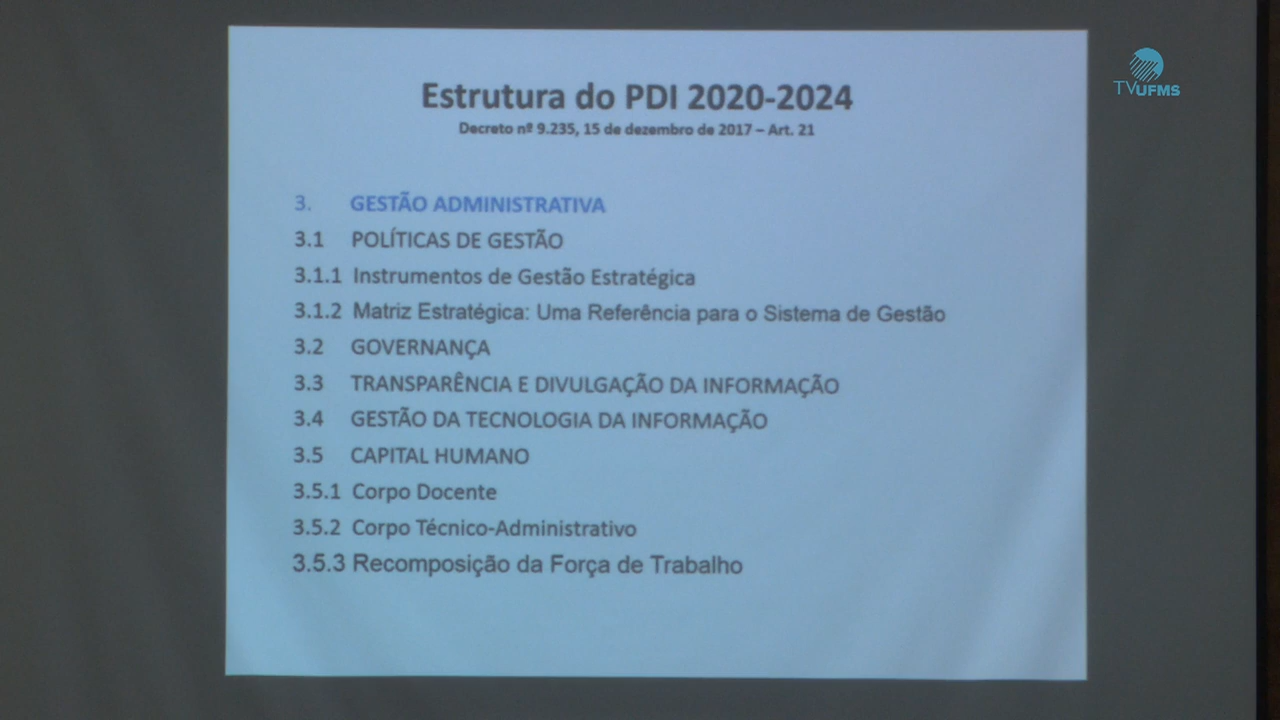 Estrutura do PDI 2020-2024
Decreto nº 9.235, 15 de dezembro de 2017 – Art. 21
3. GESTÃO ADMINISTRATIVA
3.1 POLÍTICAS DE GESTÃO
3.1.1 Instrumentos de Gestão Estratégica
3.1.2 Matriz Estratégica: Uma Referência para o Sistema de Gestão
3.2 GOVERNANÇA
3.3 TRANSPARÊNCIA E DIVULGAÇÃO DA INFORMAÇÃO
3.4 GESTÃO DA TECNOLOGIA DA INFORMAÇÃO
3.5 CAPITAL HUMANO
3.5.1 Corpo Docente
3.5.2 Corpo Técnico-Administrativo
3.5.3 Recomposição da Força de Trabalho
TVUFMS